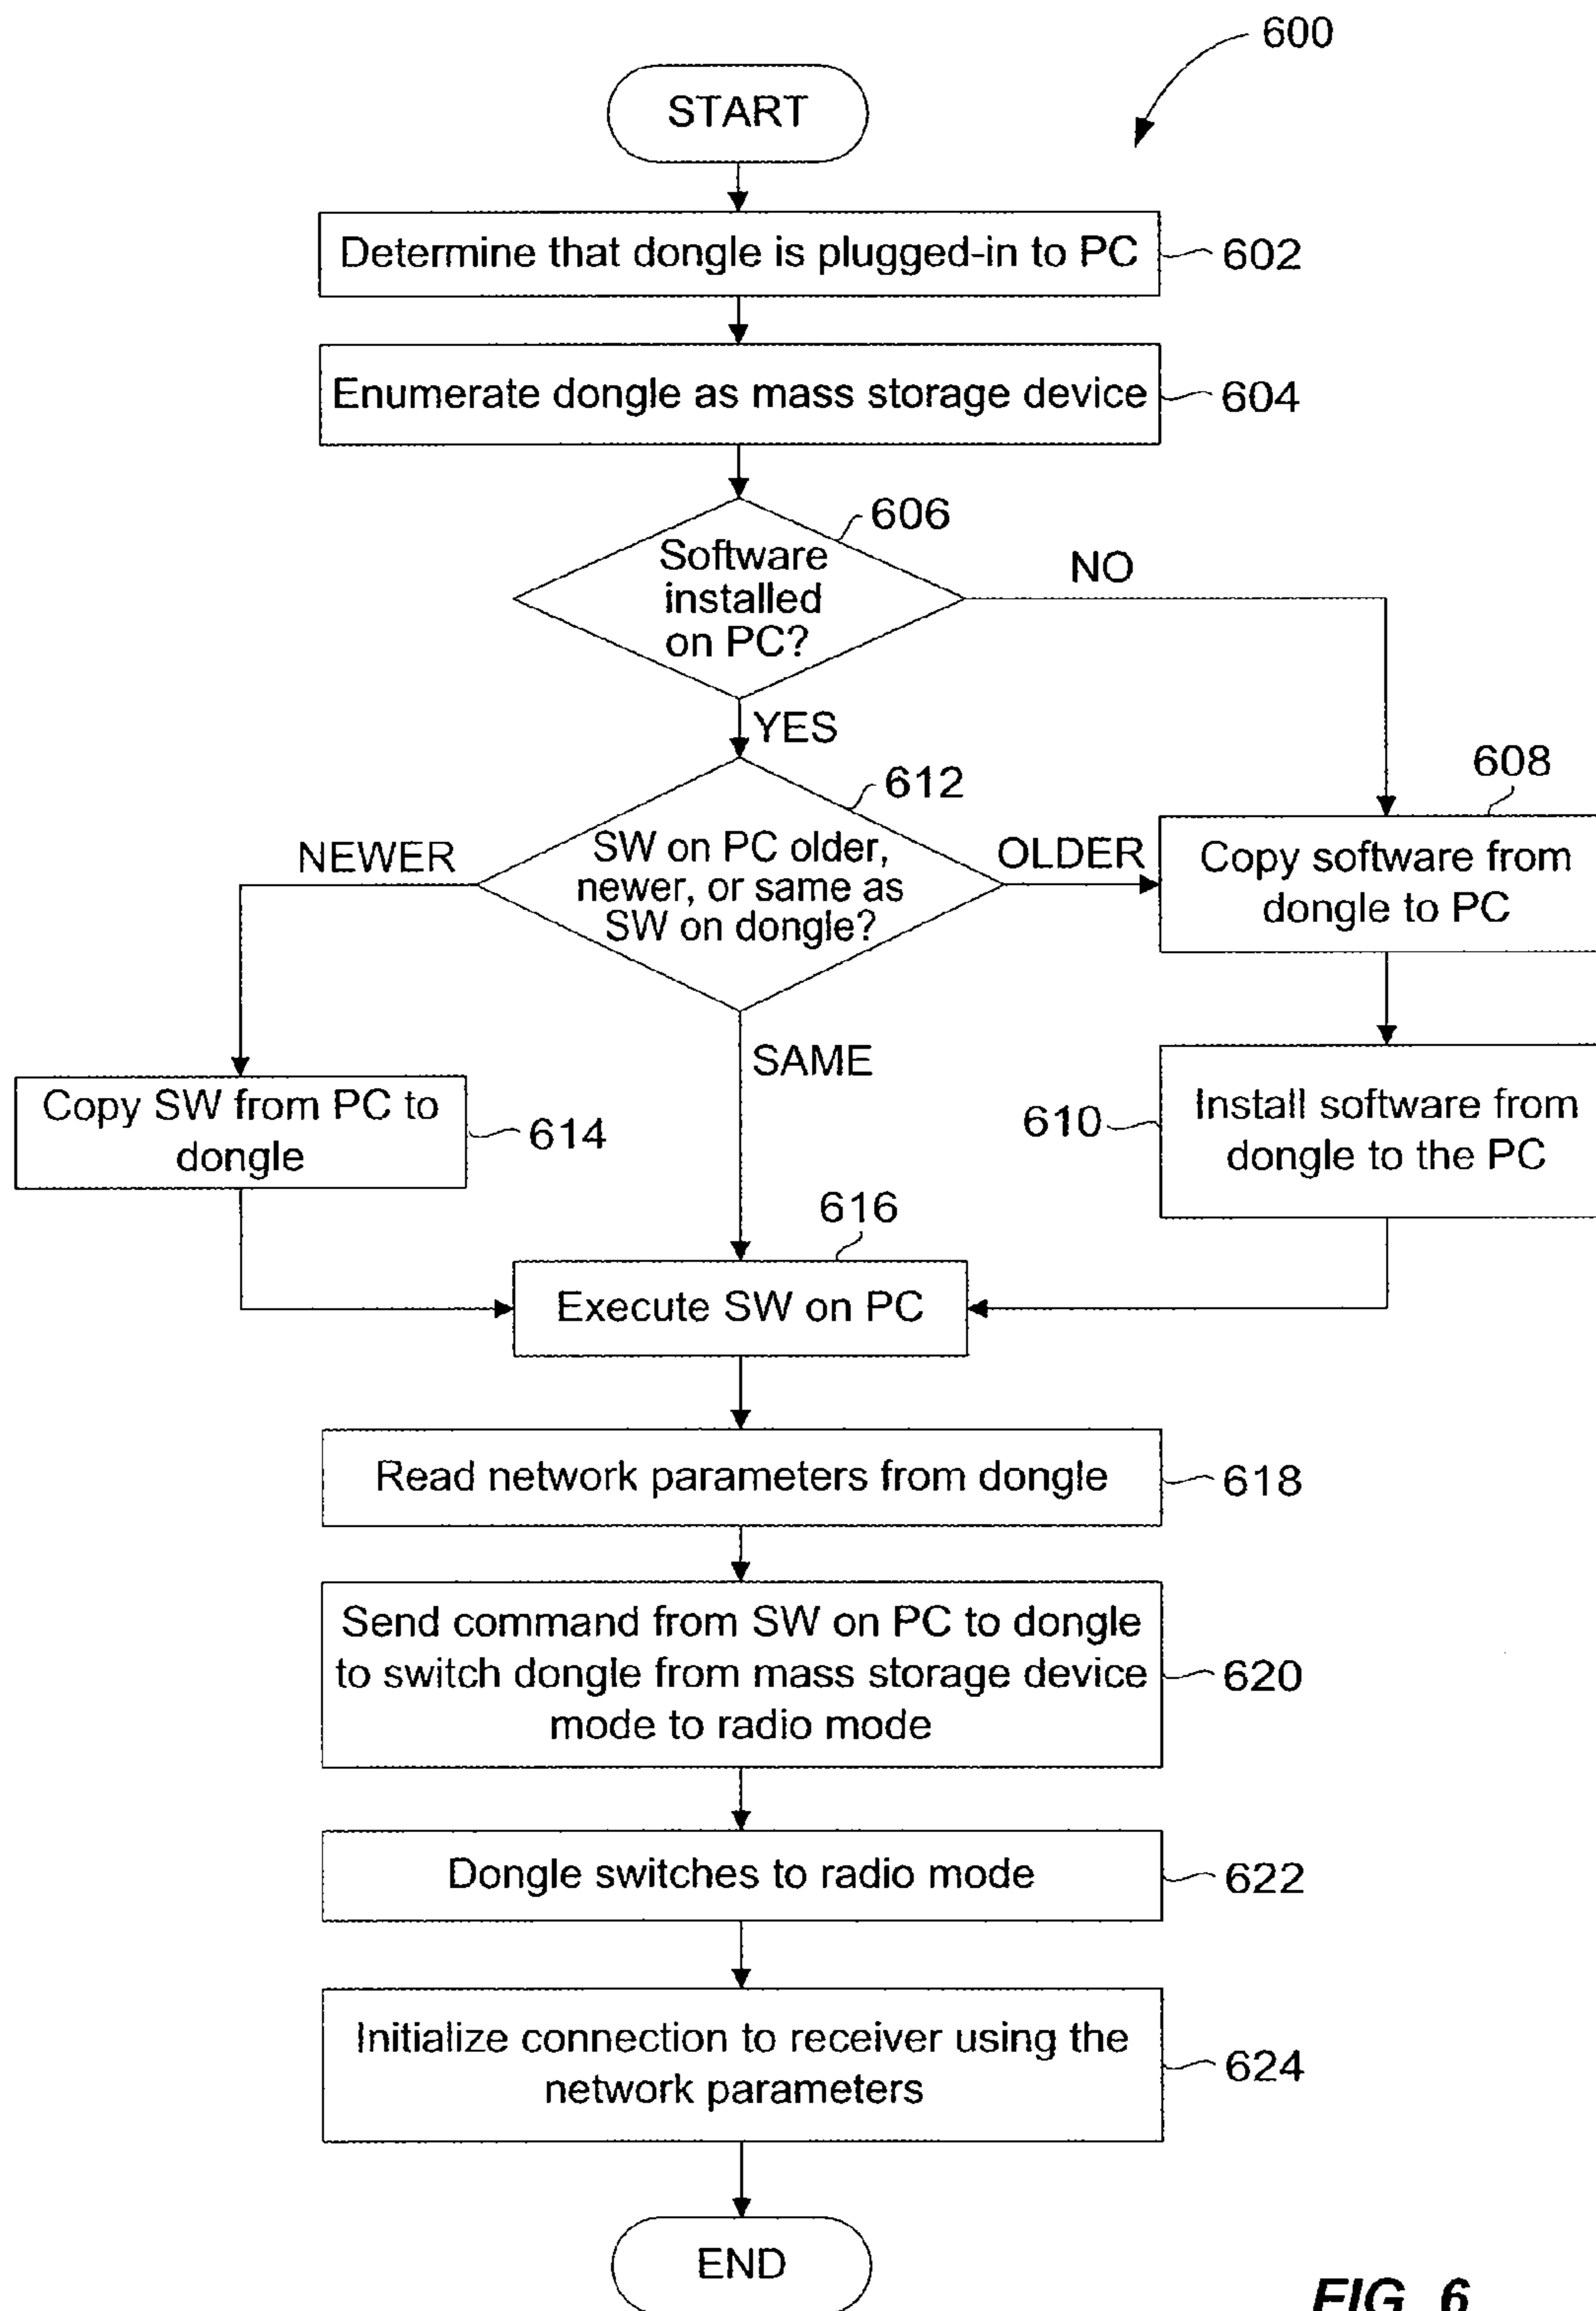 600
START
Determine that dongle is plugged-in to PC
602
Enumerate dongle as mass storage device
604
606
Software
installed
on PC?
NO
YES
608
612
SW on PC older,
newer, or same as
SW on dongle?
NEWER
OLDER
Copy software from
dongle to PC
SAME
Copy SW from PC to
dongle
614
610
Install software from
dongle to the PC
616
Execute SW on PC
Read network parameters from dongle
618
Send command from SW on PC to dongle
to switch dongle from mass storage device
mode to radio mode
620
Dongle switches to radio mode
622
Initialize connection to receiver using the
network parameters
624
END
FIG. 6